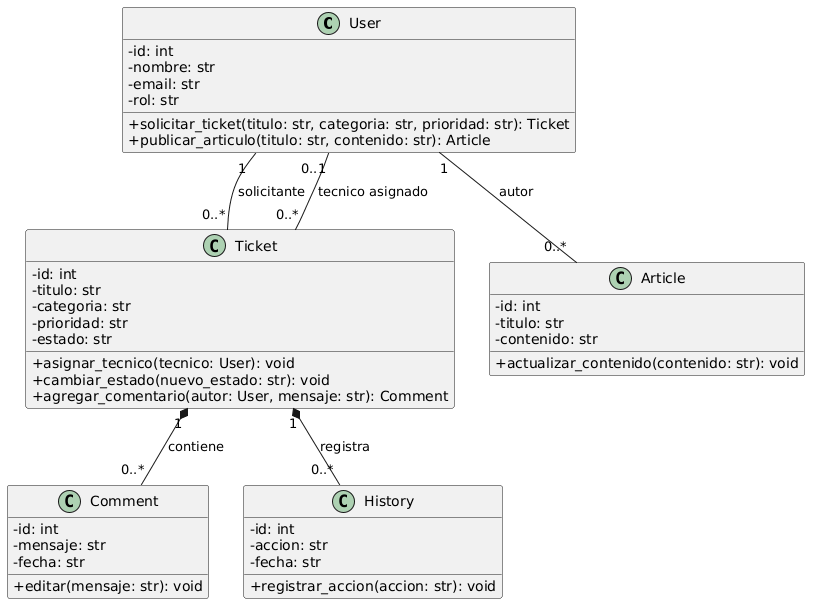 C User
-id: int
-nombre: str
-email: str
-rol: str
+solicitar_ticket(titulo: str, categoria: str, prioridad: str): Ticket
+publicar_articulo(titulo: str, contenido: str): Article
1 0..1 1
solicitante tecnico asignado autor
0..* 0..* 0..*
C Ticket
-id: int
-titulo: str
-categoria: str
-prioridad: str
-estado: str
+asignar_tecnico(tecnico: User): void
+cambiar_estado(nuevo_estado: str): void
+agregar_comentario(autor: User, mensaje: str): Comment
C Article
-id: int
-titulo: str
-contenido: str
+actualizar_contenido(contenido: str): void
1 1
contiene registra
0..* 0..*
C Comment
-id: int
-mensaje: str
-fecha: str
+editar(mensaje: str): void
C History
-id: int
-accion: str
-fecha: str
+registrar_accion(accion: str): void